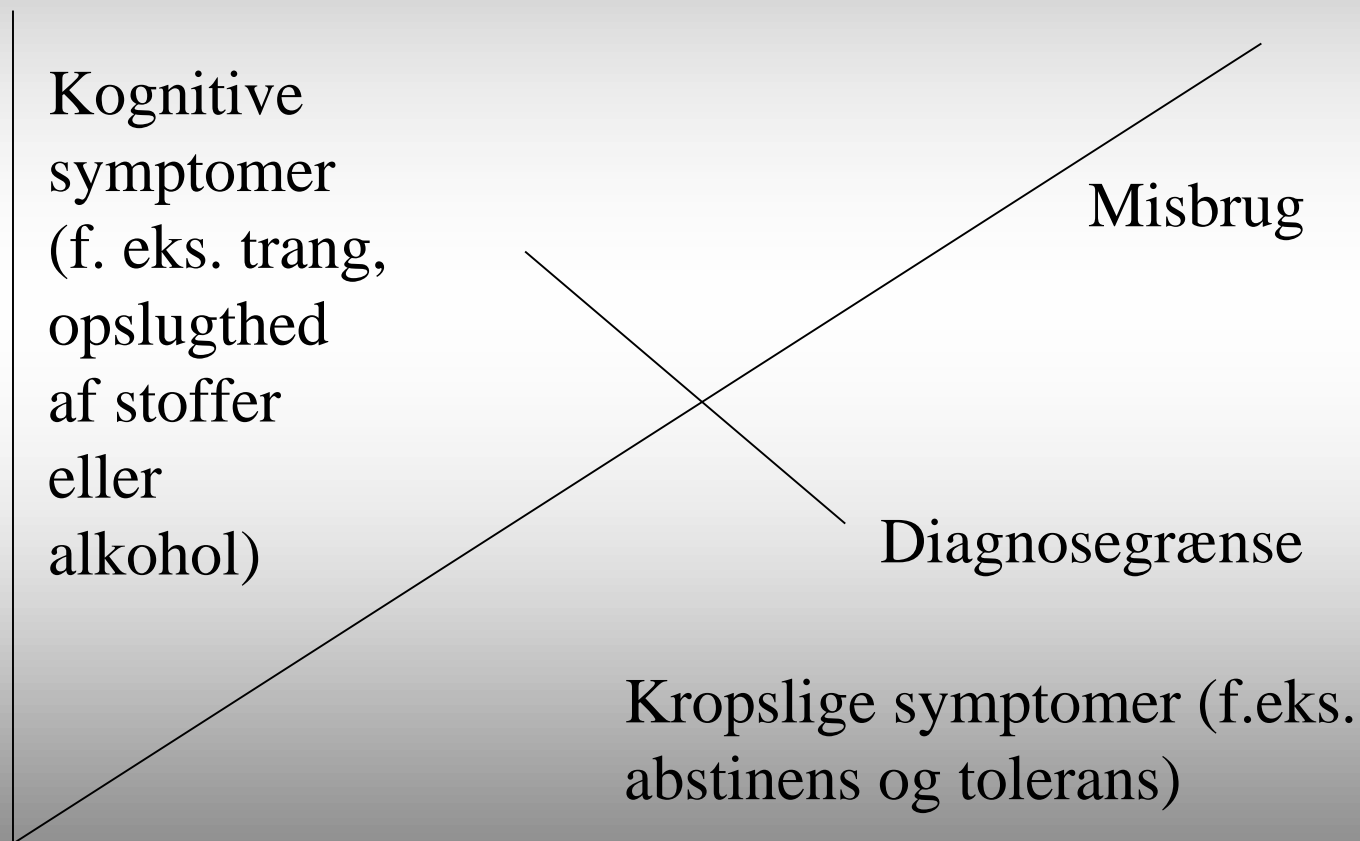 Kognitive
symptomer
(f. eks. trang,
opslugthed
af stoffer
eller
alkohol)
Misbrug
Diagnosegrænse
Kropslige symptomer (f.eks.
abstinens og tolerans)